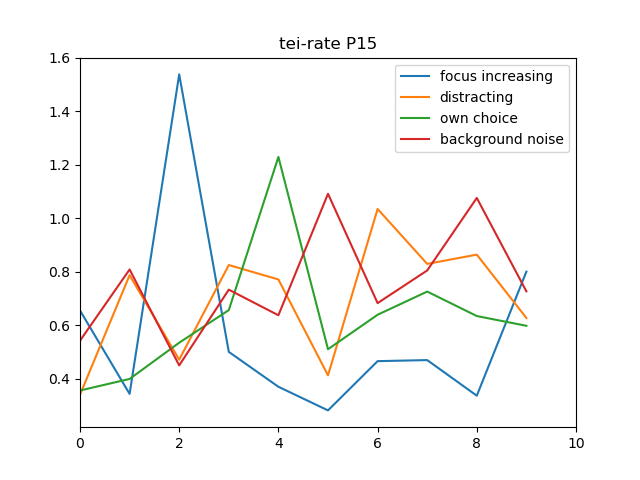 tei-rate P15
1.6
1.4
1.2
1.0
0.8
0.6
0.4
focus increasing
distracting
own choice
background noise
0 2 4 6 8 10